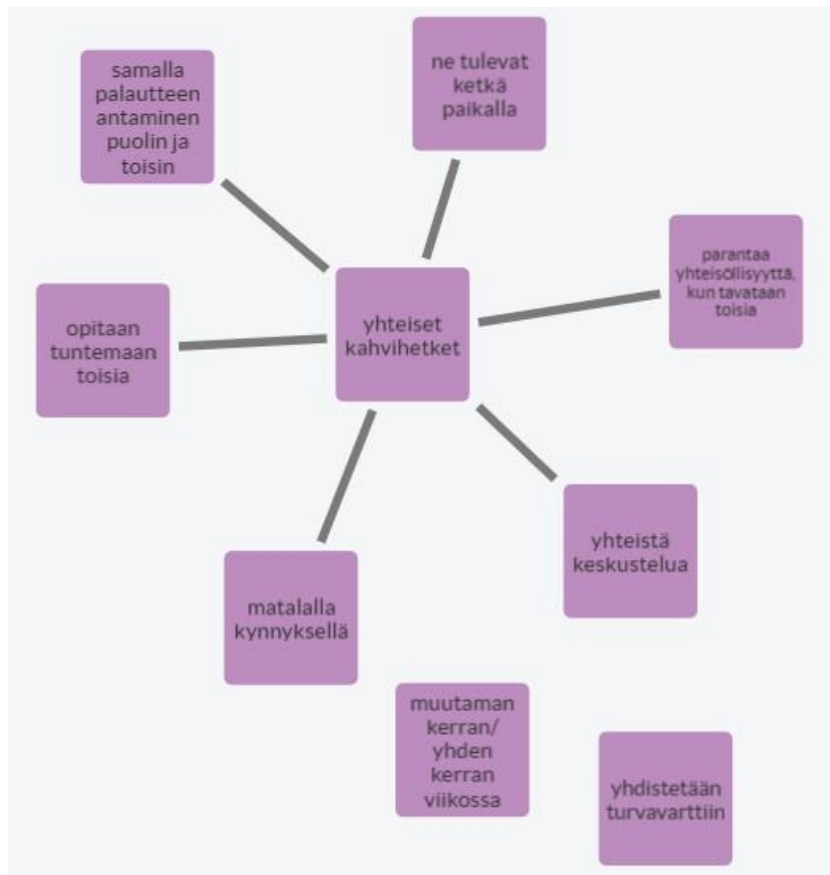 samalla
palautteen
antaminen
puolin ja
toisin
ne tulevat
ketkä
paikalla
parantaa
yhteisöllisyyttä,
kun tavataan
toisia
opitaan
tuntemaan
toisia
yhteiset
kahvihetket
yhteistä
keskustelua
matalalla
kynnyksellä
muutaman
kerran/
yhden
kerran
viikossa
yhdistetään
turvavarttiin